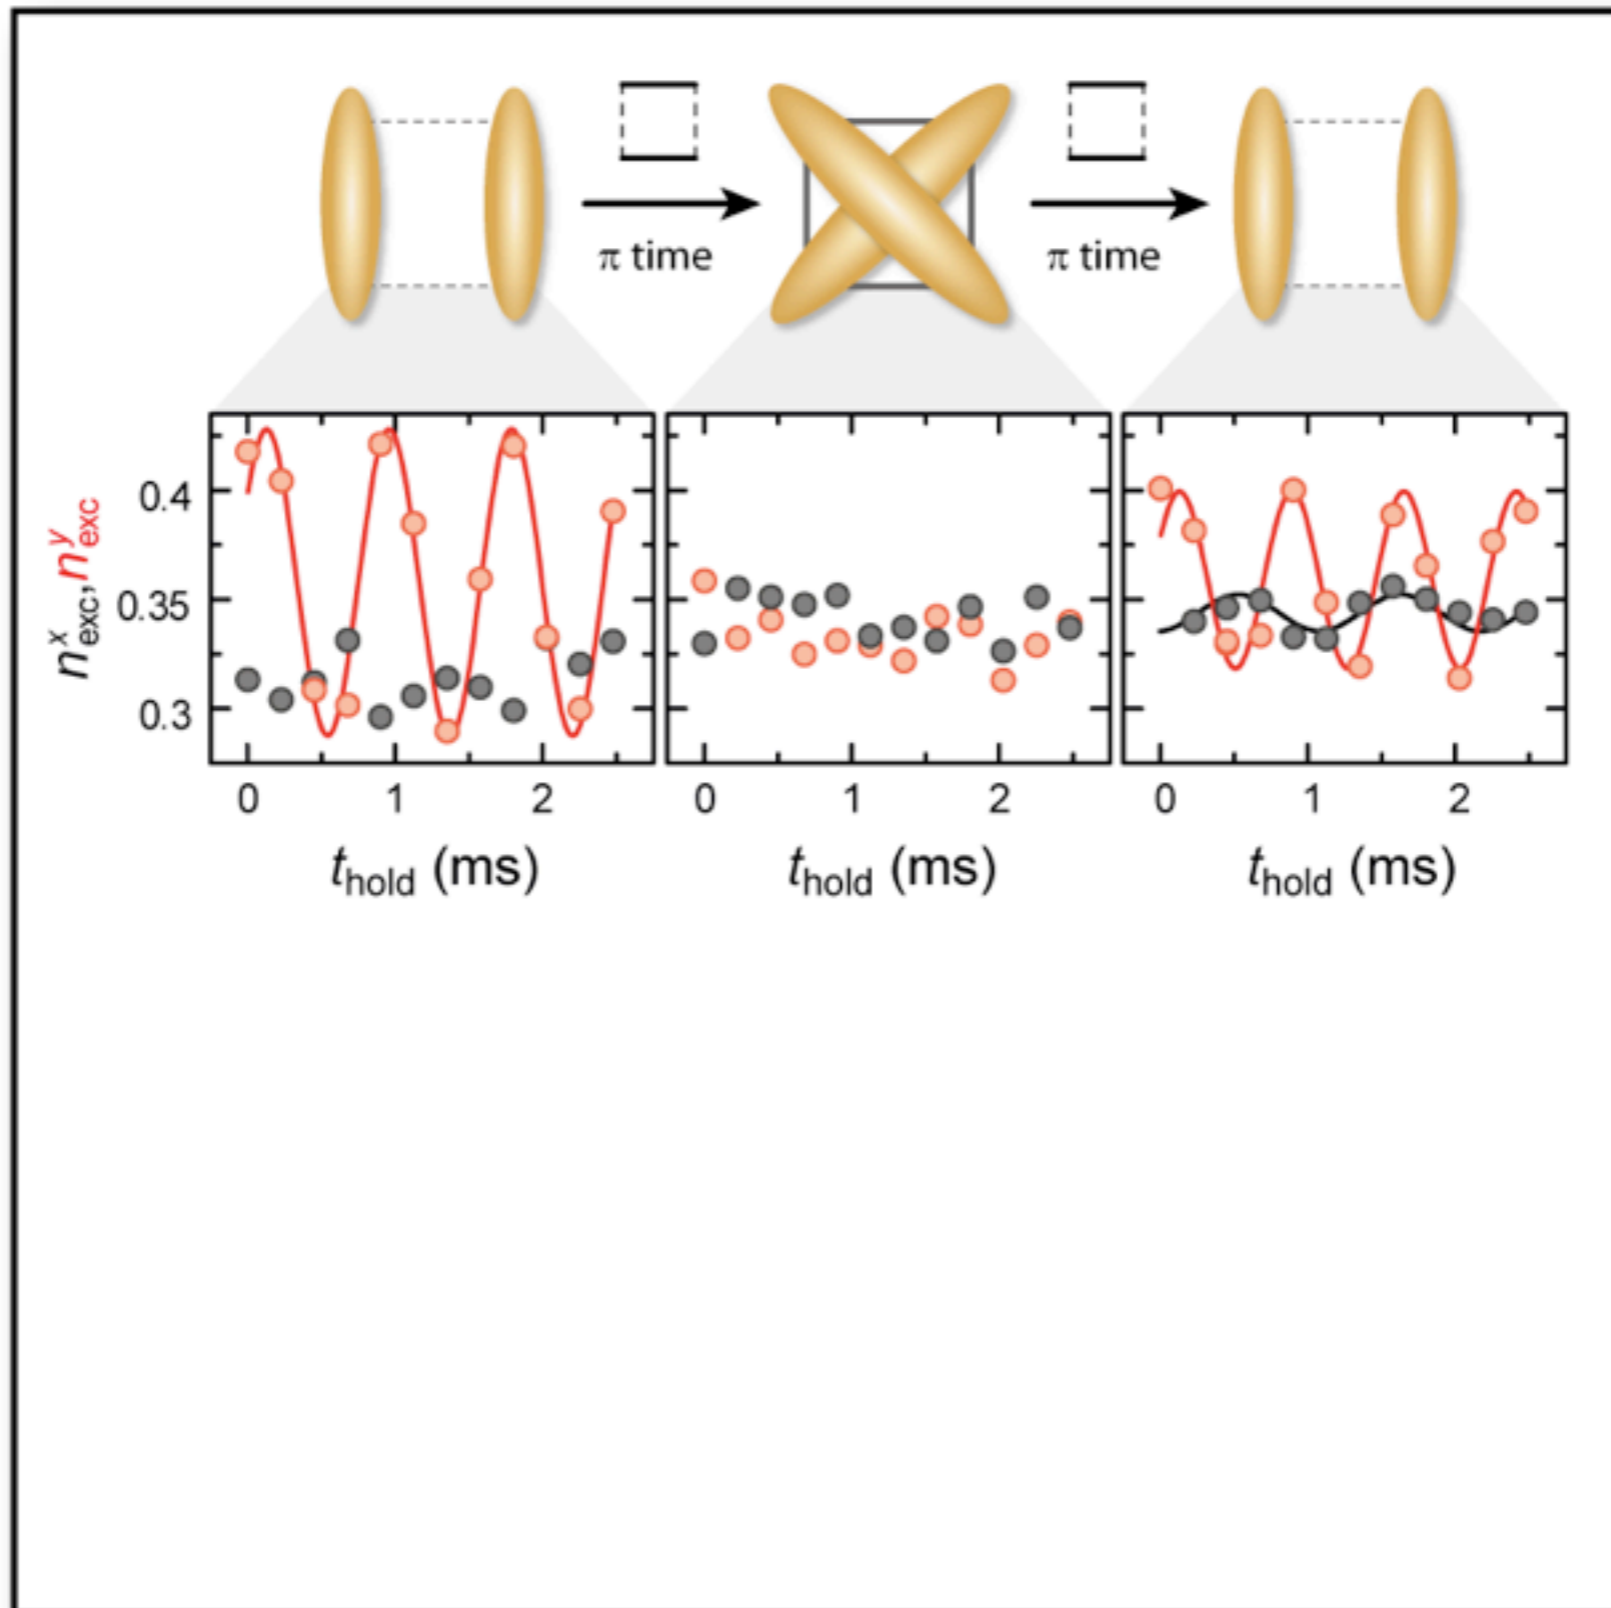 π time
π time
n^x_exc, n^y_exc
0.4
0.35
0.3
0 1 2
0 1 2
0 1 2
t_hold (ms)
t_hold (ms)
t_hold (ms)